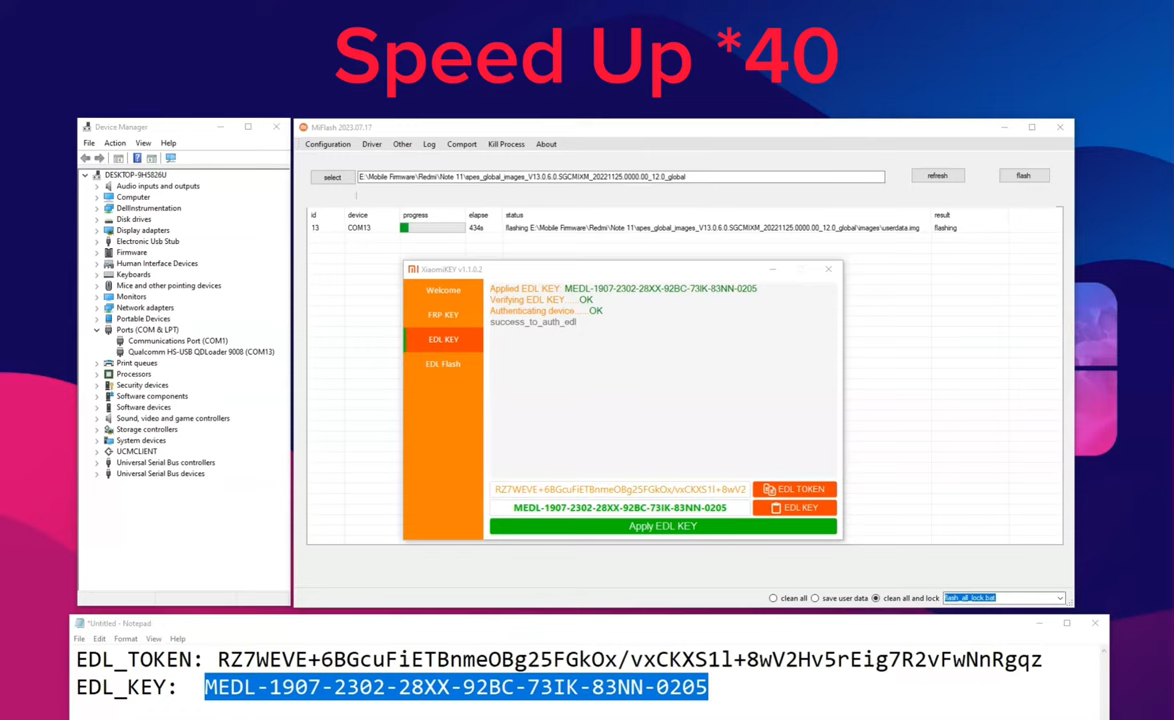 Speed Up *40
Device Manager
File Action View Help
DESKTOP-9H5826U
Audio inputs and outputs
Computer
DellInstrumentation
Disk drives
Display adapters
Electronic Usb Stub
Firmware
Human Interface Devices
Keyboards
Mice and other pointing devices
Monitors
Network adapters
Portable Devices
Ports (COM & LPT)
Communications Port (COM1)
Qualcomm HS-USB QDLoader 9008 (COM13)
Print queues
Processors
Security devices
Software components
Software devices
Sound, video and game controllers
Storage controllers
System devices
UCMCLIENT
Universal Serial Bus controllers
Universal Serial Bus devices
MiFlash 2023.07.17
Configuration Driver Other Log Comport Kill Process About
select E:\Mobile Firmware\Redmi\Note 11\spes_global_images_V13.0.6.0.SGCMIXM_20221125.0000.00_12.0_global refresh flash
id device progress elapse status result
13 COM13 434s flashing E:\Mobile Firmware\Redmi\Note 11\spes_global_images_V13.0.6.0.SGCMIXM_20221125.0000.00_12.0_global\images\userdata.img flashing
XiaomiKEY v1.1.0.2
Welcome
FRP KEY
EDL KEY
EDL Flash
Applied EDL KEY: MEDL-1907-2302-28XX-92BC-73IK-83NN-0205
Verifying EDL KEY.....OK
Authenticating device.....OK
success_to_auth_edl
RZ7WEVE+6BGcuFiETBnmeOBg25FGkOx/vxCKXS1l+8wV2 EDL TOKEN
MEDL-1907-2302-28XX-92BC-73IK-83NN-0205 EDL KEY
Apply EDL KEY
clean all save user data clean all and lock flash_all_lock.bat
*Untitled - Notepad
File Edit Format View Help
EDL_TOKEN: RZ7WEVE+6BGcuFiETBnmeOBg25FGkOx/vxCKXS1l+8wV2Hv5rEig7R2vFwNnRgqz
EDL_KEY: MEDL-1907-2302-28XX-92BC-73IK-83NN-0205